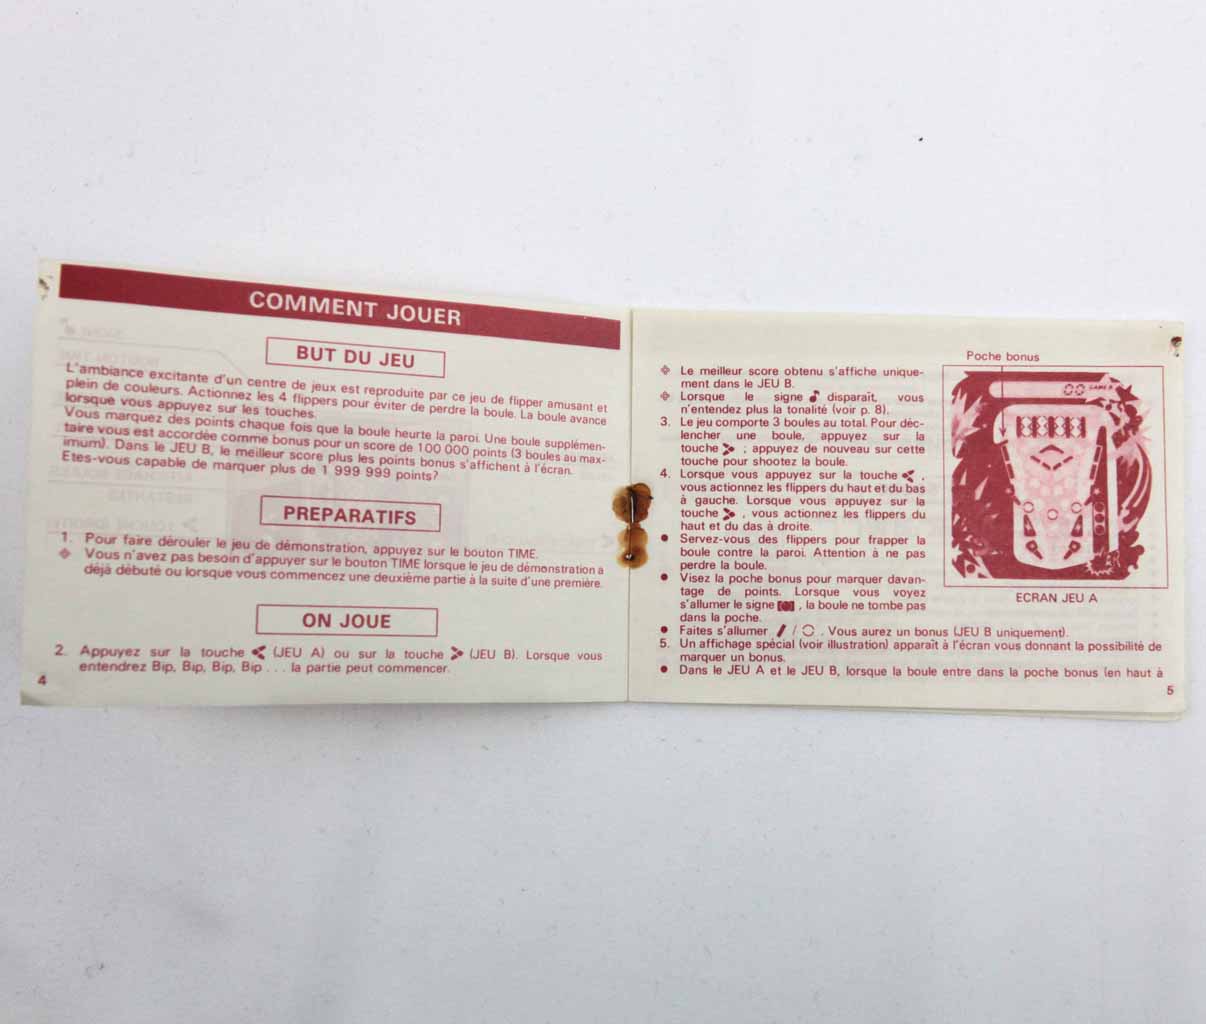 COMMENT JOUER
BUT DU JEU
L'ambiance excitante d'un centre de jeux est reproduite par ce jeu de flipper amusant et
plein de couleurs. Actionnez les 4 flippers pour éviter de perdre la boule. La boule avance
lorsque vous appuyez sur les touches.
Vous marquez des points chaque fois que la boule heurte la paroi. Une boule supplémen-
taire vous est accordée comme bonus pour un score de 100 000 points (3 boules au max-
imum). Dans le JEU B, le meilleur score plus les points bonus s'affichent à l'écran.
Etes-vous capable de marquer plus de 1 999 999 points?
PREPARATIFS
1. Pour faire dérouler le jeu de démonstration, appuyez sur le bouton TIME.
❖ Vous n'avez pas besoin d'appuyer sur le bouton TIME lorsque le jeu de démonstration a
déjà débuté ou lorsque vous commencez une deuxième partie à la suite d'une première.
ON JOUE
2. Appuyez sur la touche (JEU A) ou sur la touche (JEU B). Lorsque vous
entendrez Bip, Bip, Bip, Bip . . . la partie peut commencer.
4
❖ Le meilleur score obtenu s'affiche unique-
ment dans le JEU B.
❖ Lorsque le signe ♪ disparaît, vous
n'entendez plus la tonalité (voir p. 8).
3. Le jeu comporte 3 boules au total. Pour déc-
lencher une boule, appuyez sur la
touche ; appuyez de nouveau sur cette
touche pour shootez la boule.
4. Lorsque vous appuyez sur la touche ,
vous actionnez les flippers du haut et du bas
à gauche. Lorsque vous appuyez sur la
touche , vous actionnez les flippers du
haut et du das à droite.
● Servez-vous des flippers pour frapper la
boule contre la paroi. Attention à ne pas
perdre la boule.
● Visez la poche bonus pour marquer davan-
tage de points. Lorsque vous voyez
s'allumer le signe , la boule ne tombe pas
dans la poche.
● Faites s'allumer / . Vous aurez un bonus (JEU B uniquement).
5. Un affichage spécial (voir illustration) apparaît à l'écran vous donnant la possibilité de
marquer un bonus.
● Dans le JEU A et le JEU B, lorsque la boule entre dans la poche bonus (en haut à
Poche bonus
00 GAME
ECRAN JEU A
5